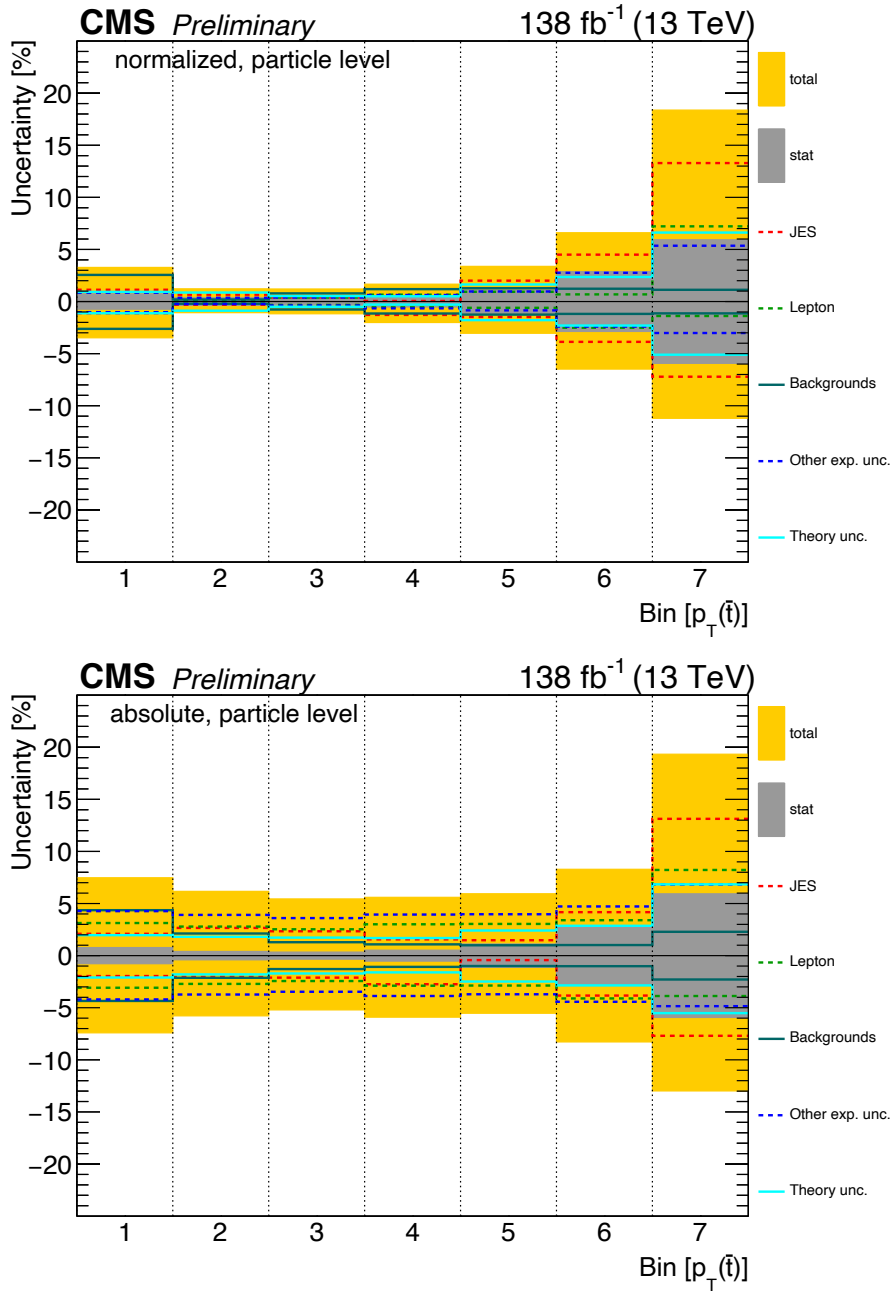 CMS Preliminary 138 fb⁻¹ (13 TeV)
normalized, particle level
Uncertainty [%]
20
15
10
5
0
−5
−10
−15
−20
1 2 3 4 5 6 7
Bin [p_T(t̄)]
total
stat
JES
Lepton
Backgrounds
Other exp. unc.
Theory unc.
CMS Preliminary 138 fb⁻¹ (13 TeV)
absolute, particle level
Uncertainty [%]
20
15
10
5
0
−5
−10
−15
−20
1 2 3 4 5 6 7
Bin [p_T(t̄)]
total
stat
JES
Lepton
Backgrounds
Other exp. unc.
Theory unc.